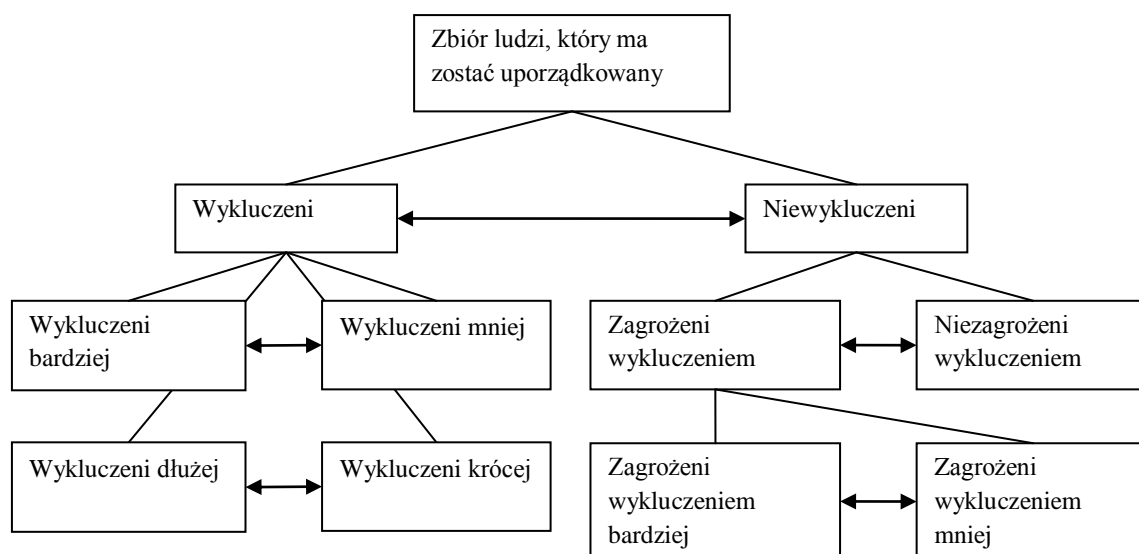 Zbiór ludzi, który ma
zostać uporządkowany
Wykluczeni
Niewykluczeni
Wykluczeni
bardziej
Wykluczeni mniej
Zagrożeni
wykluczeniem
Niezagrożeni
wykluczeniem
Wykluczeni dłużej
Wykluczeni krócej
Zagrożeni
wykluczeniem
bardziej
Zagrożeni
wykluczeniem
mniej